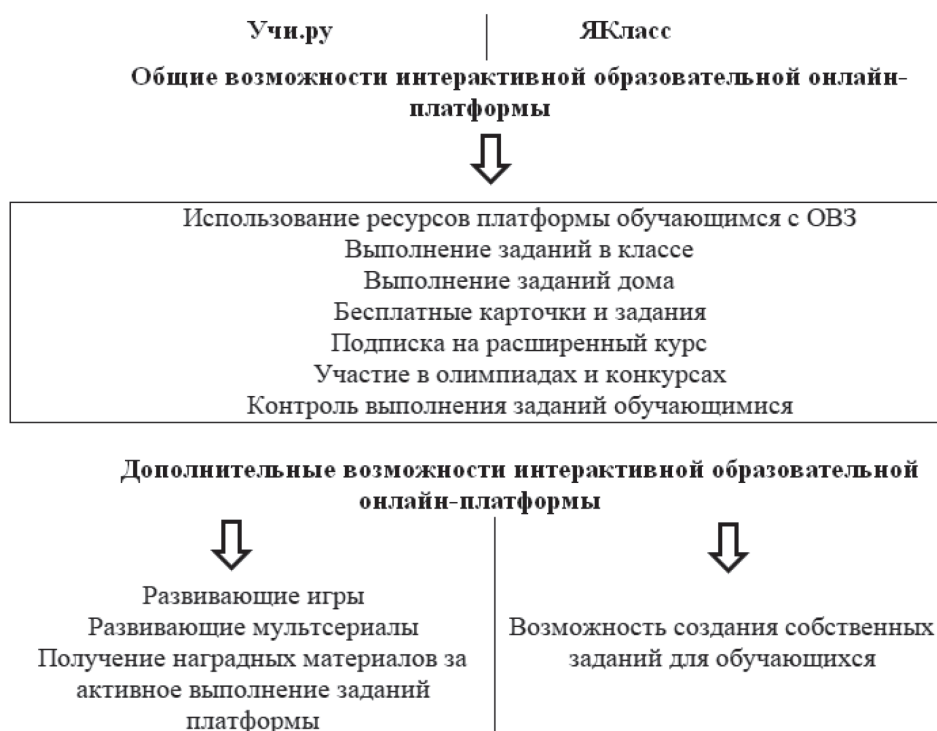 Учи.ру
ЯКласс
Общие возможности интерактивной образовательной онлайн-
платформы
Использование ресурсов платформы обучающимся с ОВЗ
Выполнение заданий в классе
Выполнение заданий дома
Бесплатные карточки и задания
Подписка на расширенный курс
Участие в олимпиадах и конкурсах
Контроль выполнения заданий обучающимися
Дополнительные возможности интерактивной образовательной
онлайн-платформы
Развивающие игры
Развивающие мультсериалы
Получение наградных материалов за
активное выполнение заданий
платформы
Возможность создания собственных
заданий для обучающихся